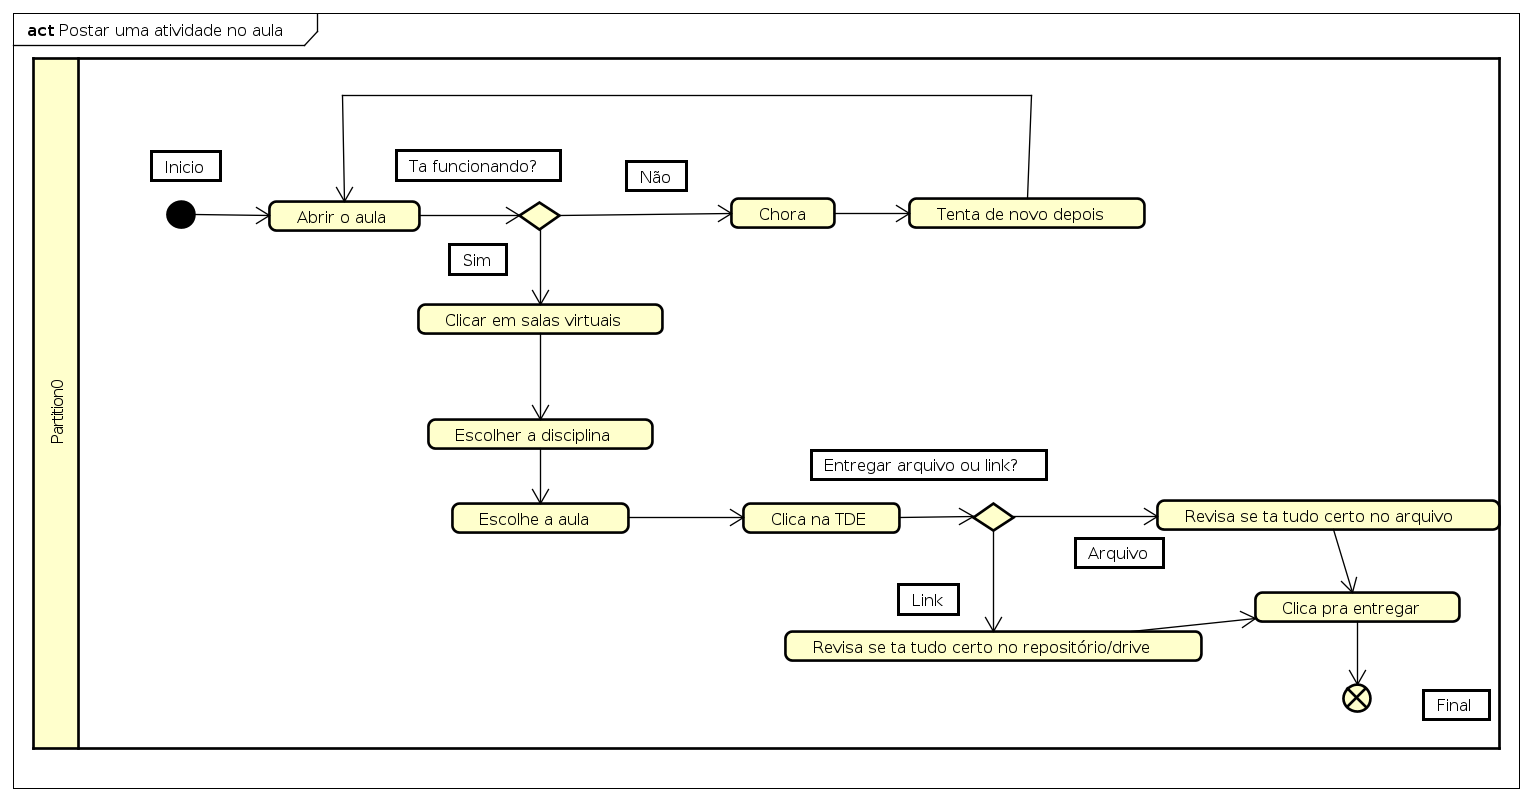 act Postar uma atividade no aula
Partition0
Inicio
Ta funcionando?
Não
Abrir o aula
Chora
Tenta de novo depois
Sim
Clicar em salas virtuais
Escolher a disciplina
Entregar arquivo ou link?
Escolhe a aula
Clica na TDE
Revisa se ta tudo certo no arquivo
Arquivo
Link
Clica pra entregar
Revisa se ta tudo certo no repositório/drive
Final